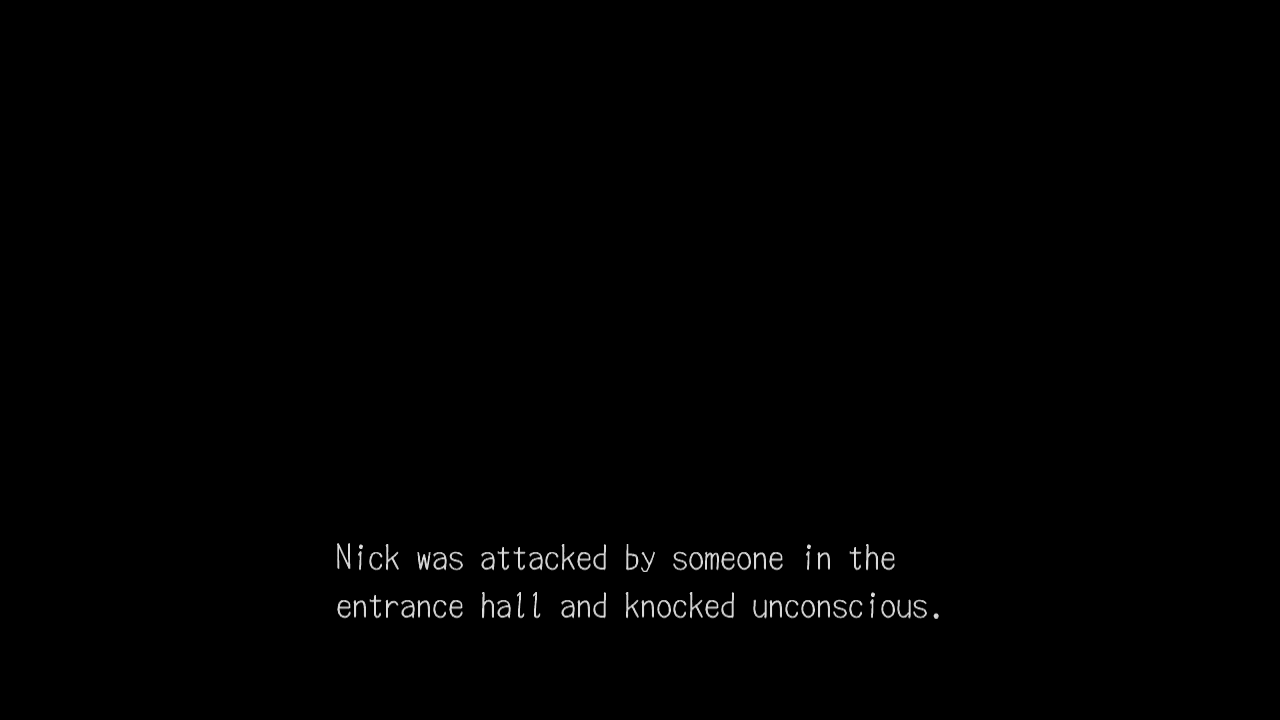 Nick was attacked by someone in the
entrance hall and knocked unconscious.